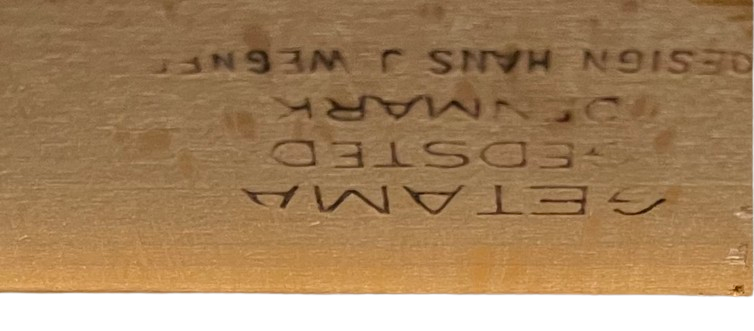 GETAMA
GEDSTED
DENMARK
DESIGN HANS J WEGNER